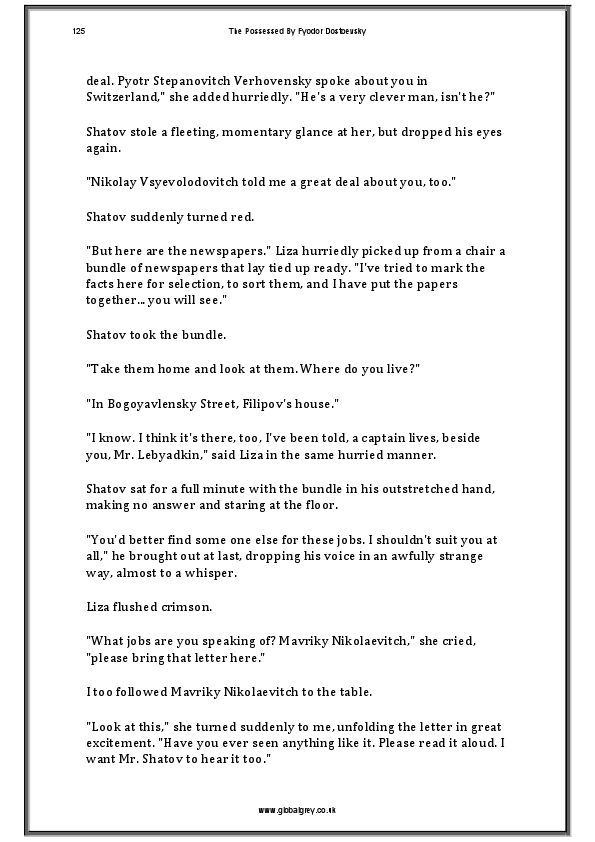 125
The Possessed By Fyodor Dostoevsky
deal. Pyotr Stepanovitch Verhovensky spoke about you in
Switzerland," she added hurriedly. "He's a very clever man, isn't he?"
Shatov stole a fleeting, momentary glance at her, but dropped his eyes
again.
"Nikolay Vsyevolodovitch told me a great deal about you, too."
Shatov suddenly turned red.
"But here are the newspapers." Liza hurriedly picked up from a chair a
bundle of newspapers that lay tied up ready. "I've tried to mark the
facts here for selection, to sort them, and I have put the papers
together... you will see."
Shatov took the bundle.
"Take them home and look at them. Where do you live?"
"In Bogoyavlensky Street, Filipov's house."
"I know. I think it's there, too, I've been told, a captain lives, beside
you, Mr. Lebyadkin," said Liza in the same hurried manner.
Shatov sat for a full minute with the bundle in his outstretched hand,
making no answer and staring at the floor.
"You'd better find some one else for these jobs. I shouldn't suit you at
all," he brought out at last, dropping his voice in an awfully strange
way, almost to a whisper.
Liza flushed crimson.
"What jobs are you speaking of? Mavriky Nikolaevitch," she cried,
"please bring that letter here."
I too followed Mavriky Nikolaevitch to the table.
"Look at this," she turned suddenly to me, unfolding the letter in great
excitement. "Have you ever seen anything like it. Please read it aloud. I
want Mr. Shatov to hear it too."
www.globalgrey.co.uk